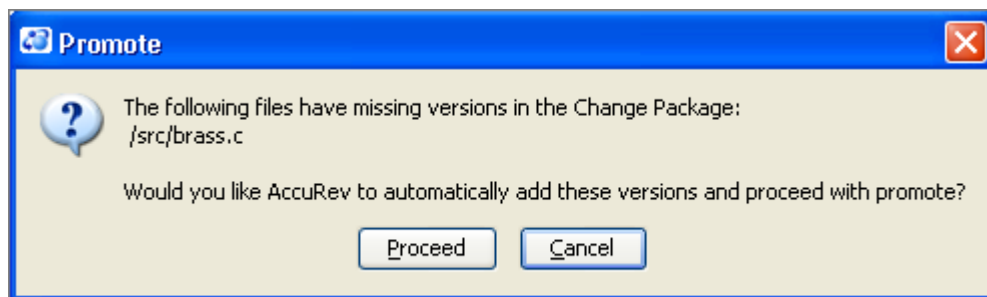 Promote
The following files have missing versions in the Change Package:
/src/brass.c
Would you like AccuRev to automatically add these versions and proceed with promote?
Proceed Cancel